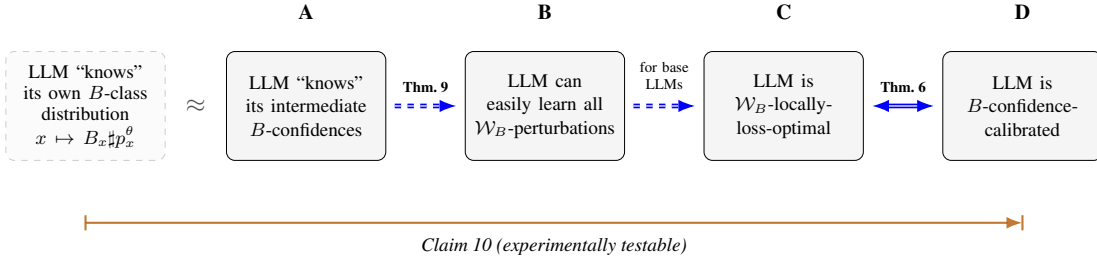 A
B
C
D
LLM “knows”
its own B-class
distribution
x ↦ Bₓ♯pₓ^θ
≈
LLM “knows”
its intermediate
B-confidences
Thm. 9
LLM can
easily learn all
𝒲_B-perturbations
for base
LLMs
LLM is
𝒲_B-locally-
loss-optimal
Thm. 6
LLM is
B-confidence-
calibrated
Claim 10 (experimentally testable)